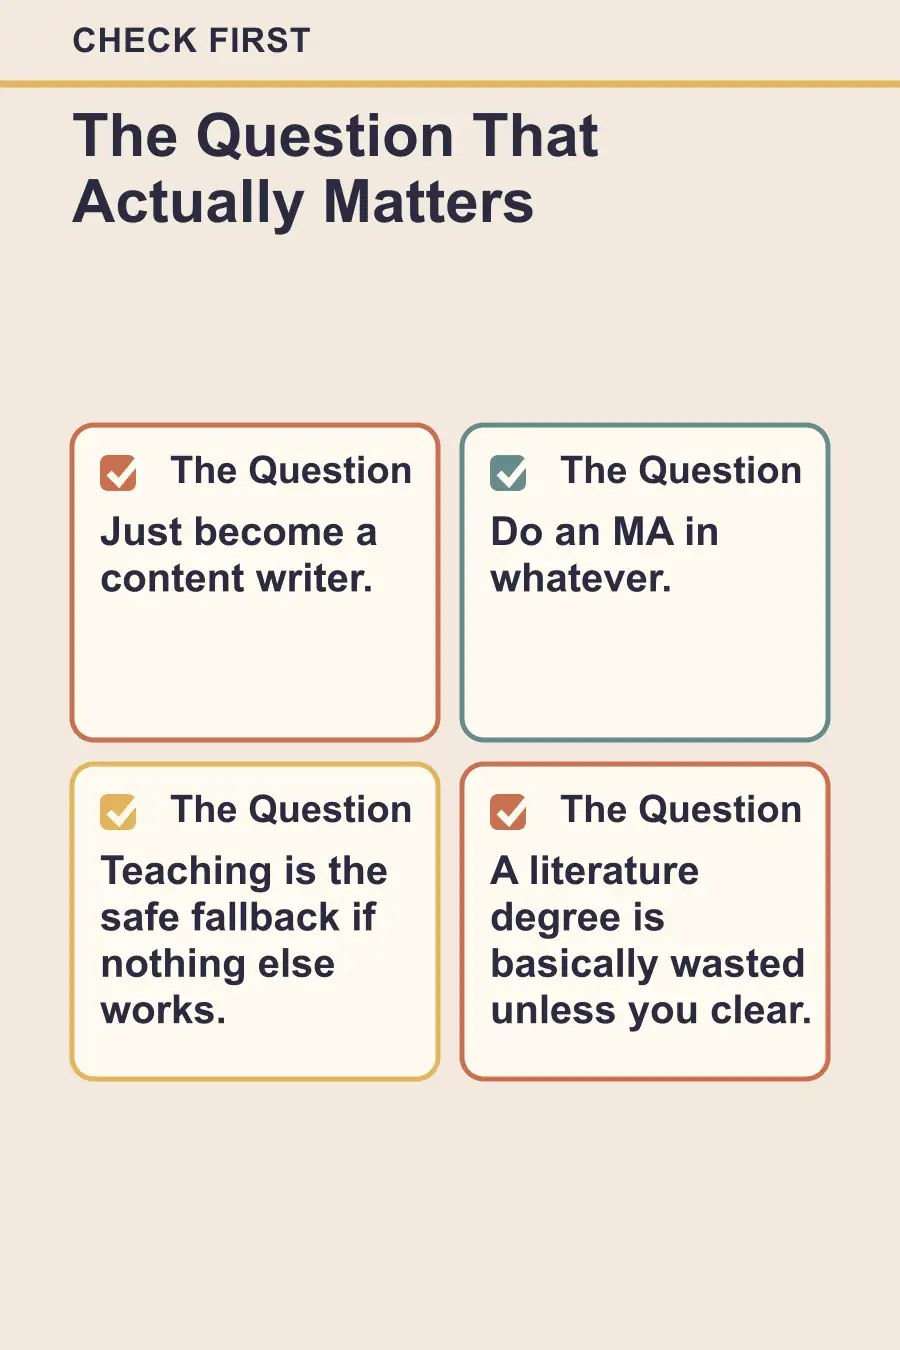 CHECK FIRST
The Question That
Actually Matters
The Question
Just become a
content writer.
The Question
Do an MA in
whatever.
The Question
Teaching is the
safe fallback if
nothing else
works.
The Question
A literature
degree is
basically wasted
unless you clear.